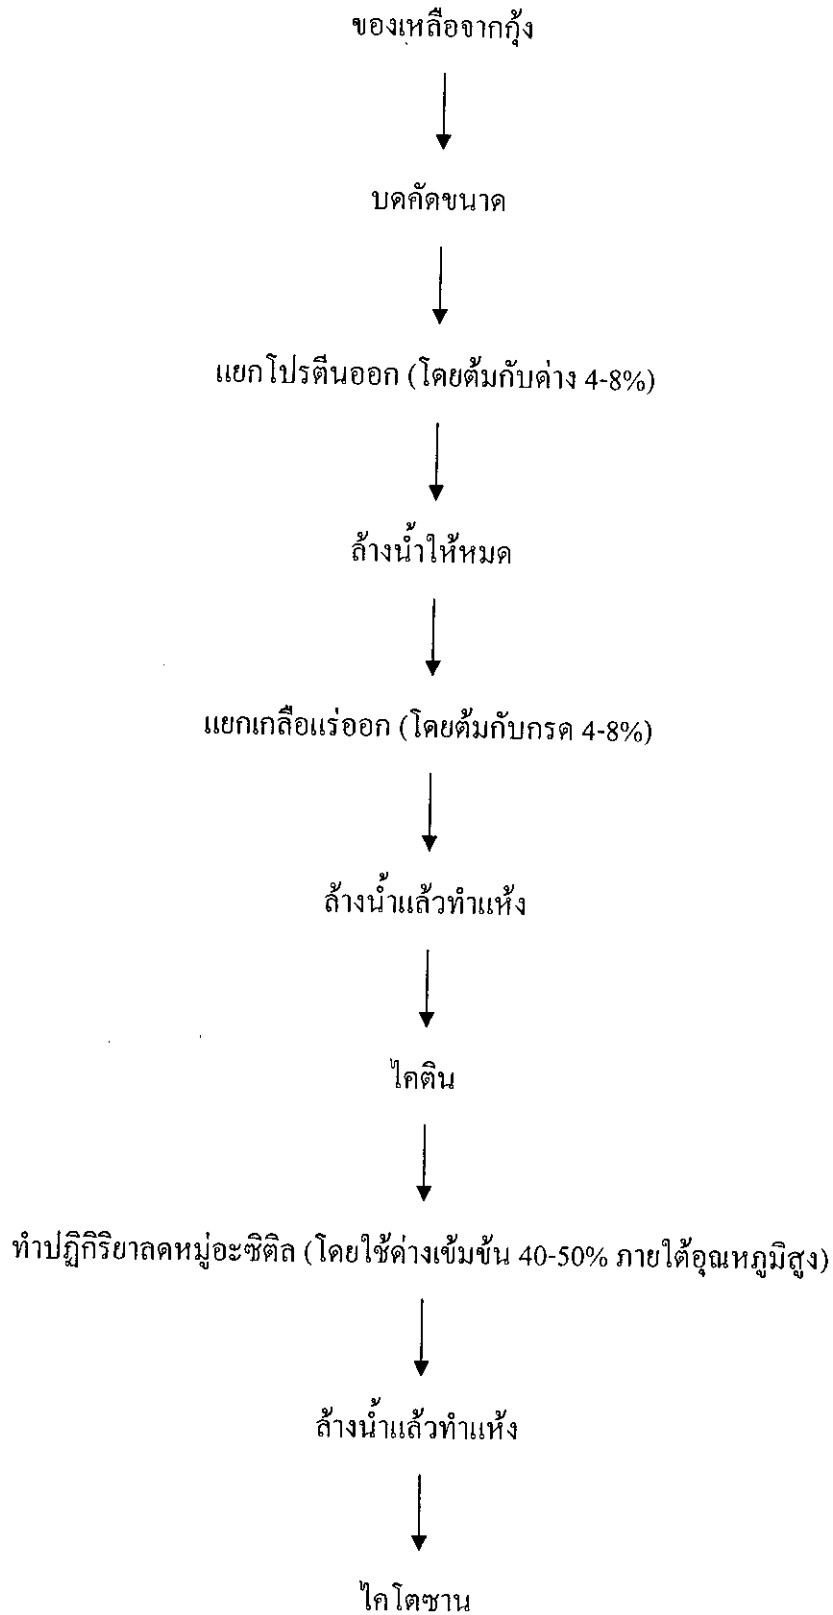 ของเหลือจากกุ้ง
บดคัดขนาด
แยกโปรตีนออก (โดยต้มกับด่าง 4-8%)
ล้างน้ำให้หมด
แยกเกลือแร่ออก (โดยต้มกับกรด 4-8%)
ล้างน้ำแล้วทำแห้ง
ไคติน
ทำปฏิกิริยาลดหมู่อะซิติล (โดยใช้ด่างเข้มข้น 40-50% ภายใต้อุณหภูมิสูง)
ล้างน้ำแล้วทำแห้ง
ไคโตซาน